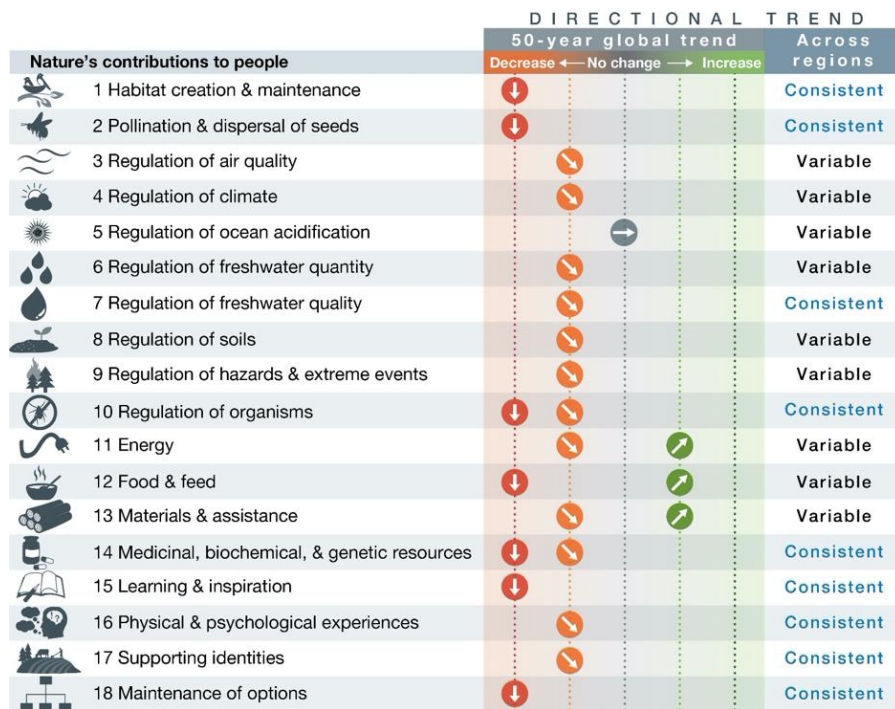 DIRECTIONAL TREND
50-year global trend
Across regions
Nature's contributions to people
Decrease ← No change → Increase
1 Habitat creation & maintenance Consistent
2 Pollination & dispersal of seeds Consistent
3 Regulation of air quality Variable
4 Regulation of climate Variable
5 Regulation of ocean acidification Variable
6 Regulation of freshwater quantity Variable
7 Regulation of freshwater quality Consistent
8 Regulation of soils Variable
9 Regulation of hazards & extreme events Variable
10 Regulation of organisms Consistent
11 Energy Variable
12 Food & feed Variable
13 Materials & assistance Variable
14 Medicinal, biochemical, & genetic resources Consistent
15 Learning & inspiration Consistent
16 Physical & psychological experiences Consistent
17 Supporting identities Consistent
18 Maintenance of options Consistent